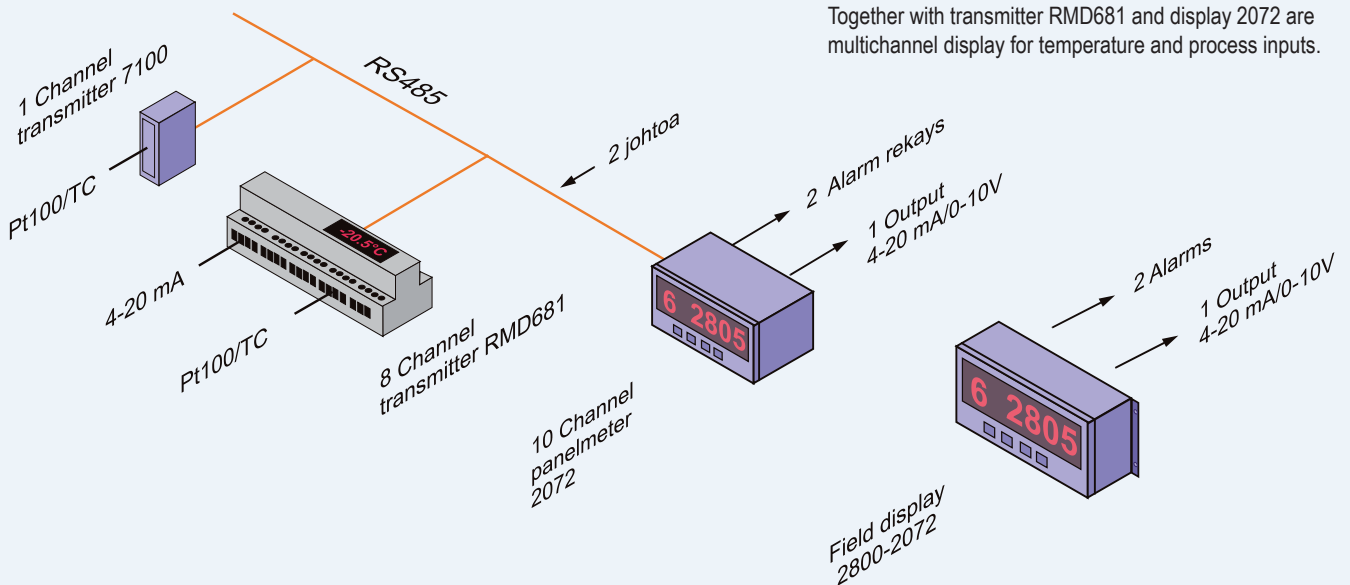 Together with transmitter RMD681 and display 2072 are
multichannel display for temperature and process inputs.
1 Channel
transmitter 7100
Pt100/TC
RS485
2 johtoa
-20.5°C
4-20 mA
Pt100/TC
8 Channel
transmitter RMD681
2 Alarm rekays
1 Output
4-20 mA/0-10V
6 2805
10 Channel
panelmeter
2072
2 Alarms
1 Output
4-20 mA/0-10V
6 2805
Field display
2800-2072